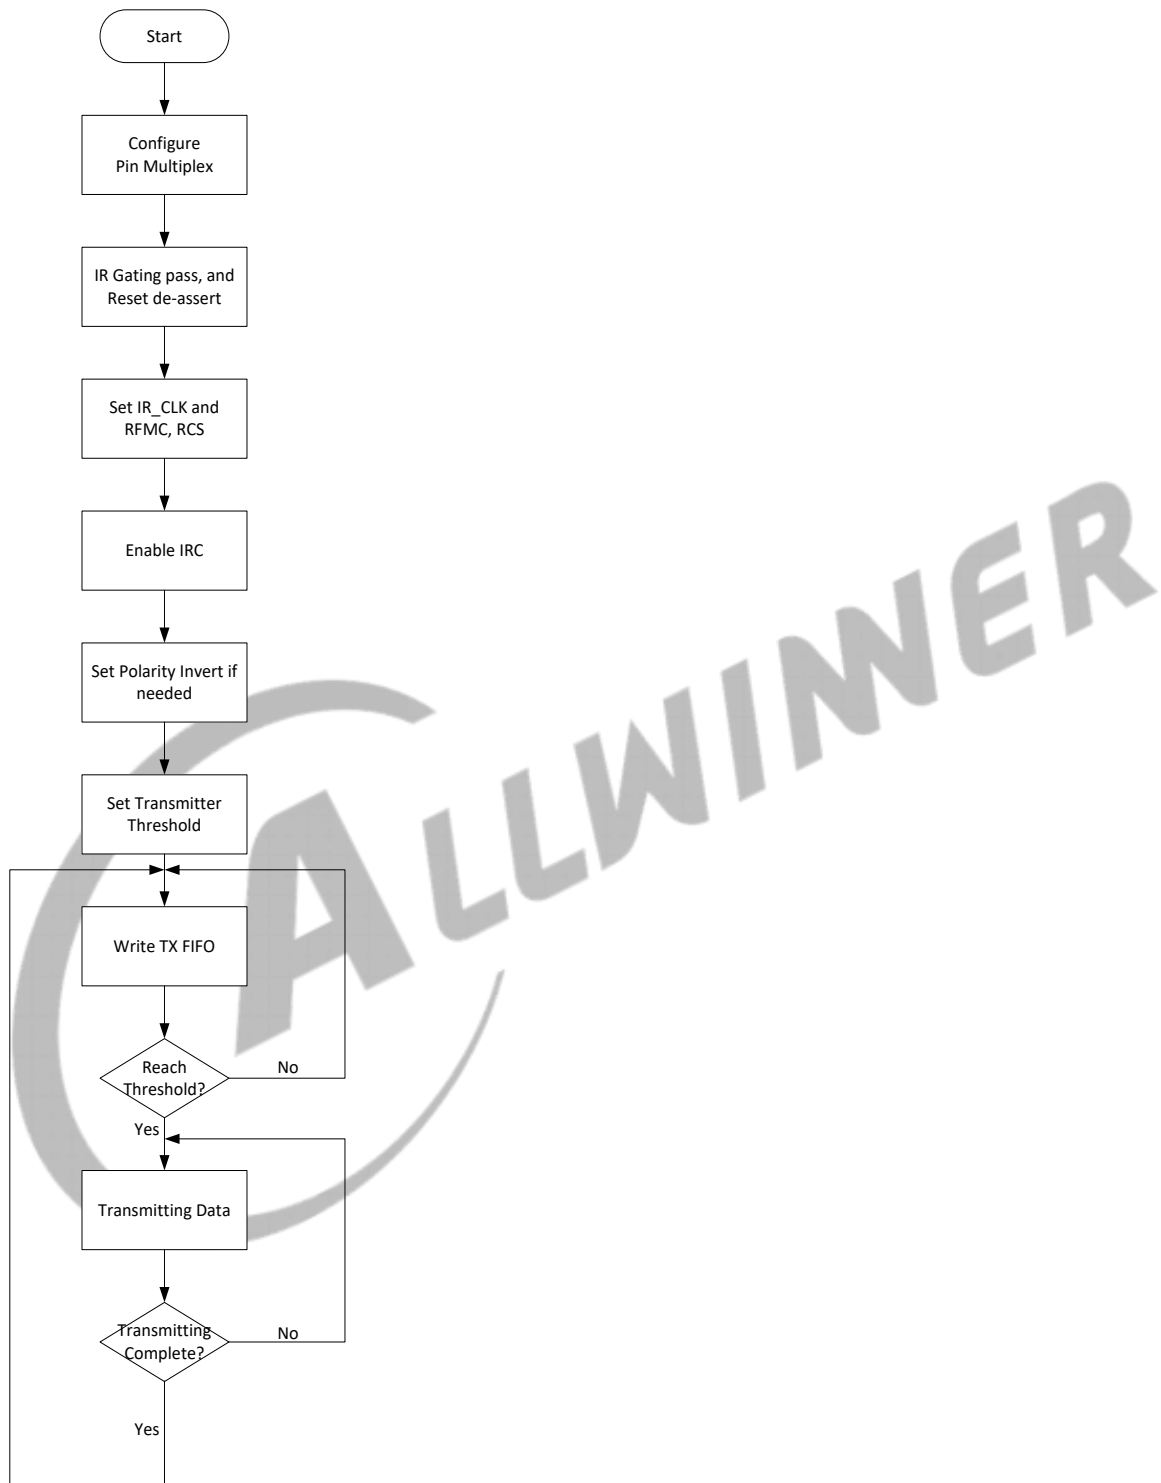 Start
Configure
Pin Multiplex
IR Gating pass, and
Reset de-assert
Set IR_CLK and
RFMC, RCS
Enable IRC
Set Polarity Invert if
needed
Set Transmitter
Threshold
Write TX FIFO
Reach
Threshold?
No
Yes
Transmitting Data
Transmitting
Complete?
No
Yes
ALLWINNER